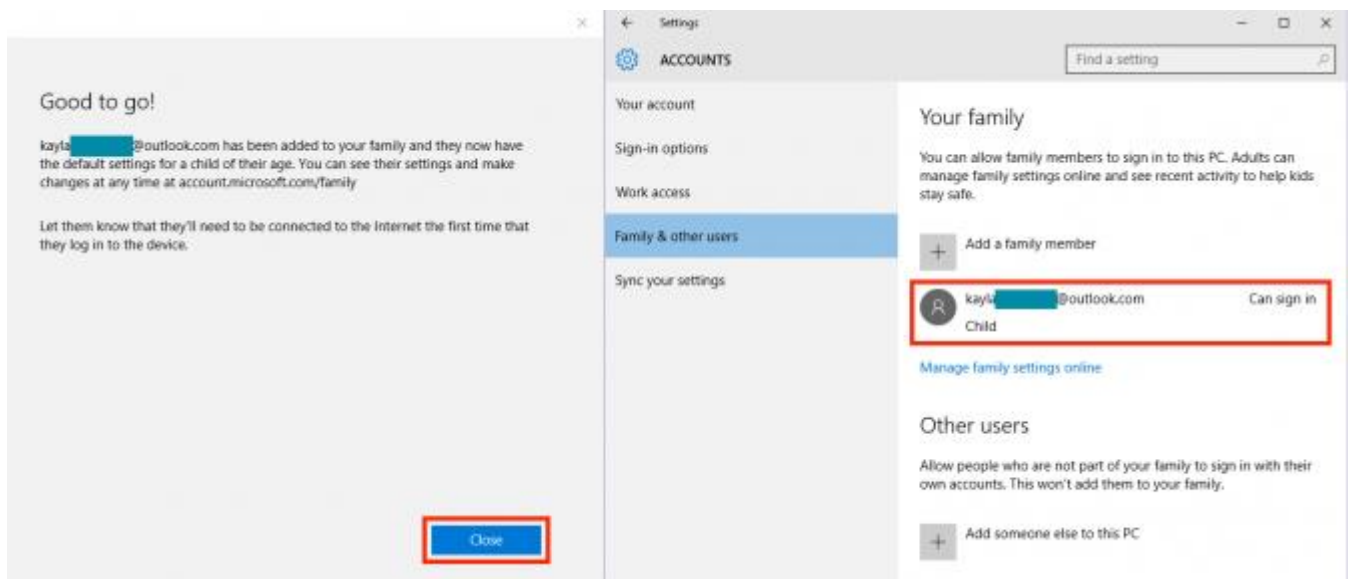 Good to go!
kayla @outlook.com has been added to your family and they now have
the default settings for a child of their age. You can see their settings and make
changes at any time at account.microsoft.com/family
Let them know that they'll need to be connected to the Internet the first time that
they log in to the device.
Close
Settings
ACCOUNTS
Find a setting
Your account
Sign-in options
Work access
Family & other users
Sync your settings
Your family
You can allow family members to sign in to this PC. Adults can
manage family settings online and see recent activity to help kids
stay safe.
Add a family member
kayla @outlook.com Can sign in
Child
Manage family settings online
Other users
Allow people who are not part of your family to sign in with their
own accounts. This won't add them to your family.
Add someone else to this PC